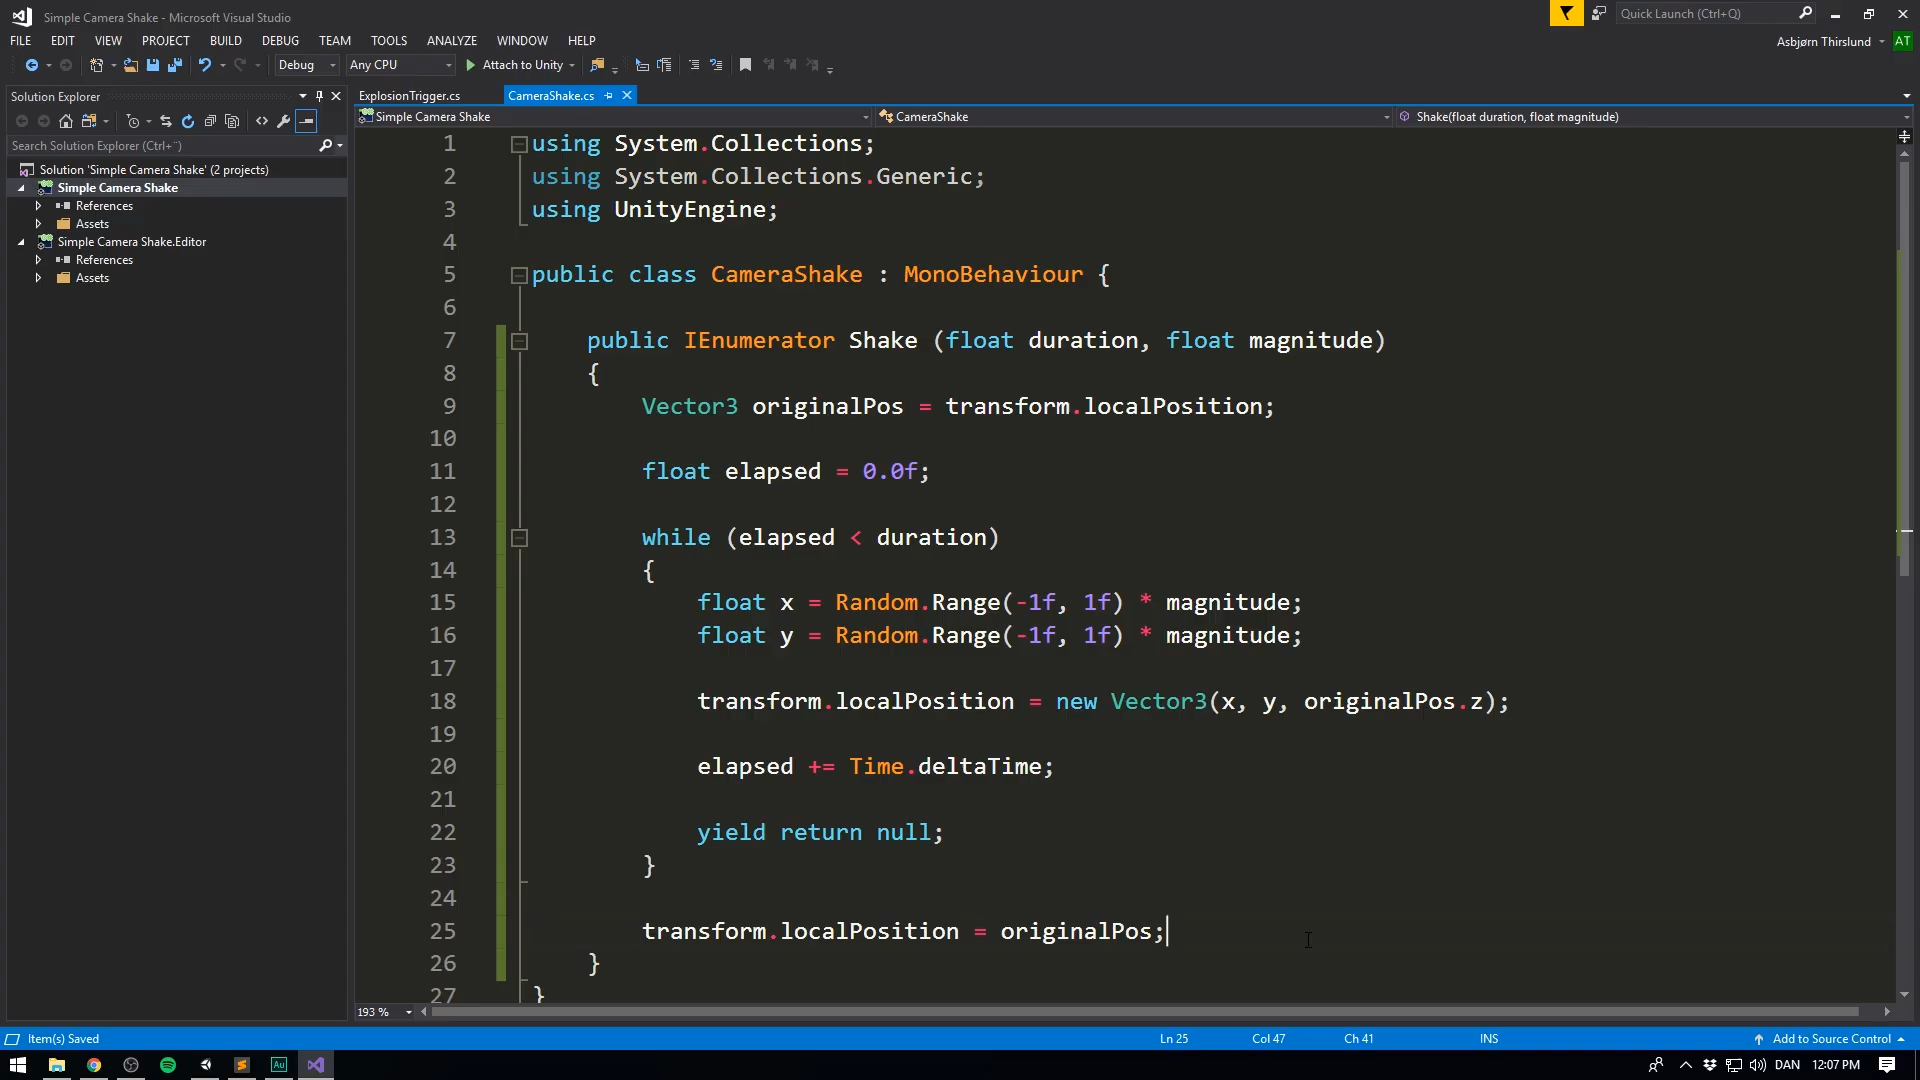 Simple Camera Shake - Microsoft Visual Studio
Quick Launch (Ctrl+Q)
FILE EDIT VIEW PROJECT BUILD DEBUG TEAM TOOLS ANALYZE WINDOW HELP
Asbjørn Thirslund AT
Debug Any CPU Attach to Unity
Solution Explorer
ExplosionTrigger.cs CameraShake.cs
Simple Camera Shake CameraShake Shake(float duration, float magnitude)
Search Solution Explorer (Ctrl+¨)
Solution 'Simple Camera Shake' (2 projects)
Simple Camera Shake
References
Assets
Simple Camera Shake.Editor
References
Assets
1 using System.Collections;
2 using System.Collections.Generic;
3 using UnityEngine;
4
5 public class CameraShake : MonoBehaviour {
6
7 public IEnumerator Shake (float duration, float magnitude)
8 {
9 Vector3 originalPos = transform.localPosition;
10
11 float elapsed = 0.0f;
12
13 while (elapsed < duration)
14 {
15 float x = Random.Range(-1f, 1f) * magnitude;
16 float y = Random.Range(-1f, 1f) * magnitude;
17
18 transform.localPosition = new Vector3(x, y, originalPos.z);
19
20 elapsed += Time.deltaTime;
21
22 yield return null;
23 }
24
25 transform.localPosition = originalPos;
26 }
27 }
193 %
Item(s) Saved Ln 25 Col 47 Ch 41 INS Add to Source Control
Au DAN 12:07 PM